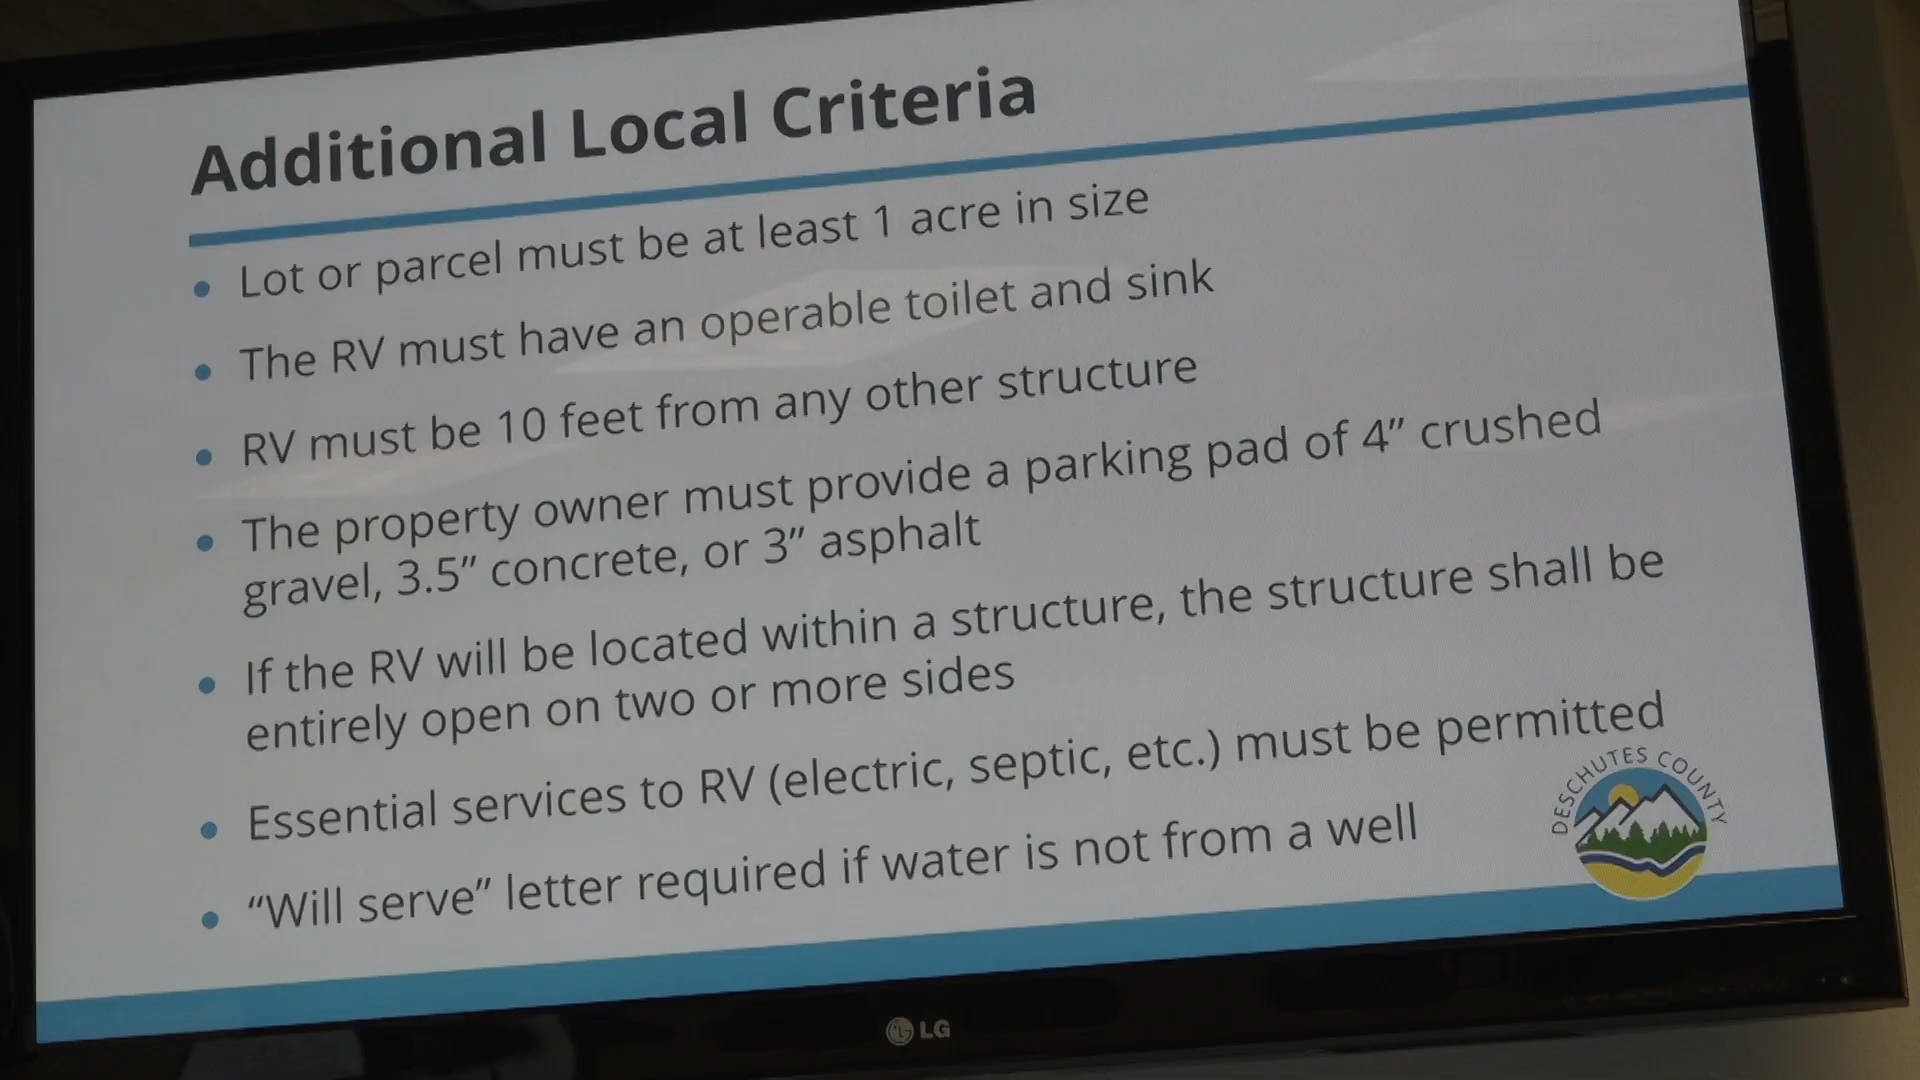 Additional Local Criteria
• Lot or parcel must be at least 1 acre in size
• The RV must have an operable toilet and sink
• RV must be 10 feet from any other structure
• The property owner must provide a parking pad of 4” crushed
gravel, 3.5” concrete, or 3” asphalt
• If the RV will be located within a structure, the structure shall be
entirely open on two or more sides
• Essential services to RV (electric, septic, etc.) must be permitted
• “Will serve” letter required if water is not from a well
DESCHUTES COUNTY
LG